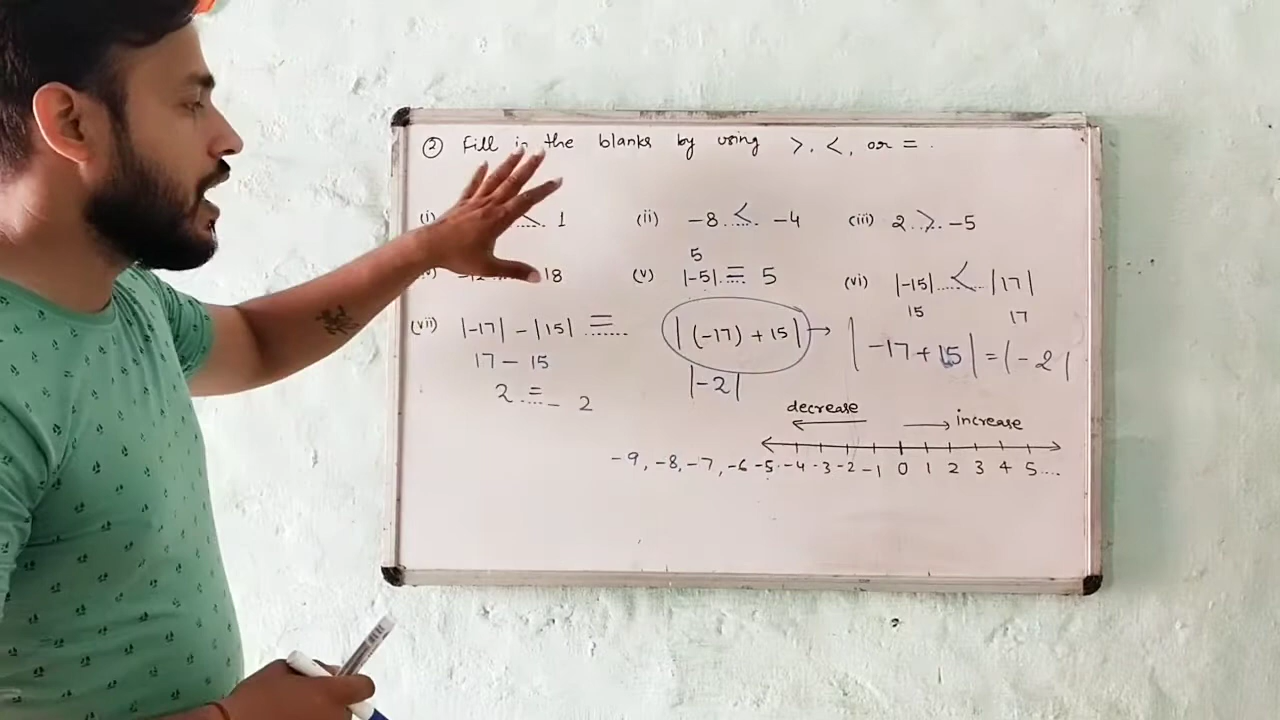 ② Fill in the blanks by using >, <, or = .
(i) < 1 (ii) -8 ..<.. -4 (iii) 2 ..>.. -5
18 (v) |-5| ..=.. 5 (vi) |-15| ..<.. |17|
5
15 17
(vii) |-17| - |15| ..=.. |(-17) + 15| → |-17 + 15| = |-2|
17 - 15 |-2|
2 ..=.. 2
decrease increase
-9, -8, -7, -6 -5 -4 -3 -2 -1 0 1 2 3 4 5 ....